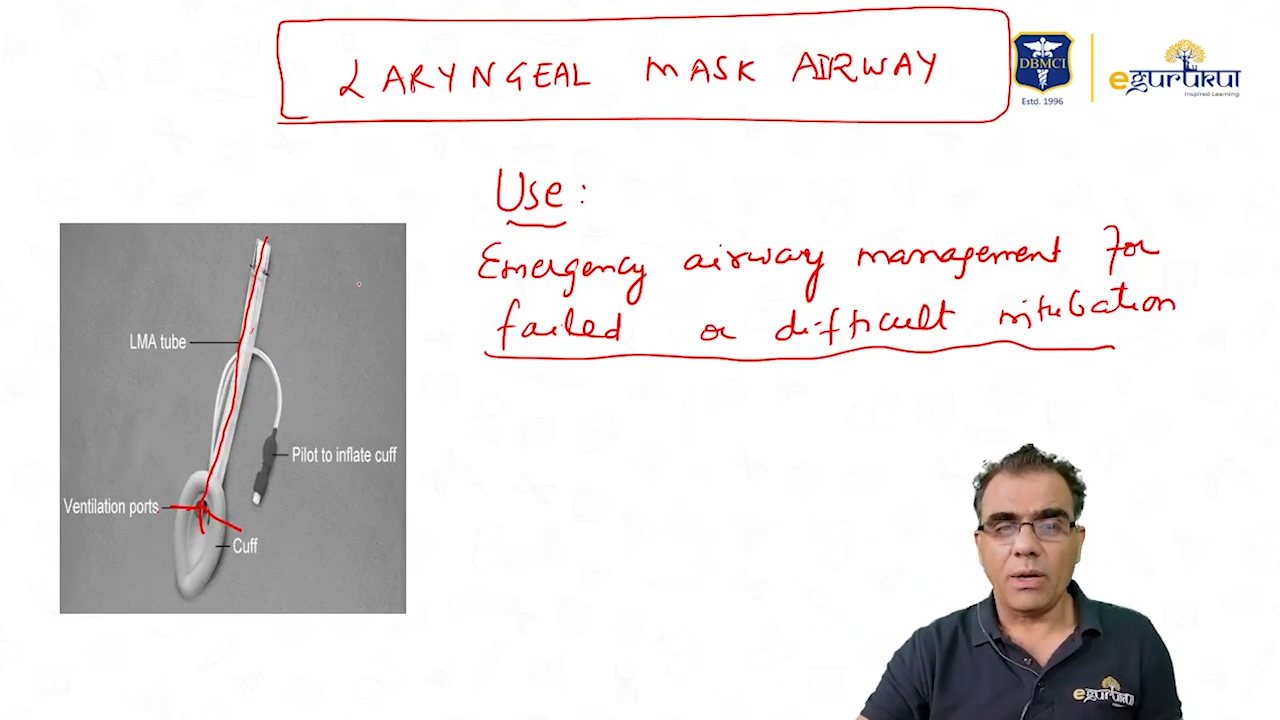 LARYNGEAL MASK AIRWAY
DBMCI
Estd. 1996
egurukul
Inspired Learning
Use:
Emergency airway management for
failed or difficult intubation
LMA tube
Pilot to inflate cuff
Ventilation ports
Cuff
egurukul